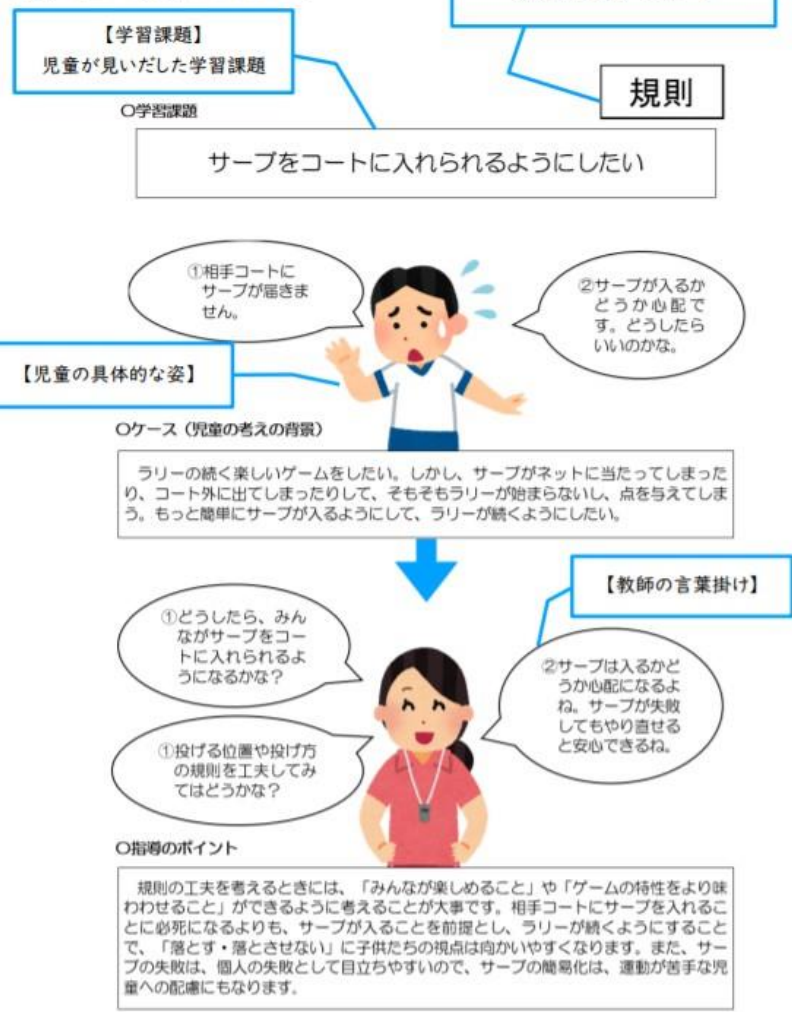 【学習課題】
児童が見いだした学習課題
規則
〇学習課題
サーブをコートに入れられるようにしたい
①相手コートに
サーブが届きま
せん。
②サーブが入るか
どうか心配で
す。どうしたら
いいのかな。
【児童の具体的な姿】
〇ケース（児童の考えの背景）
ラリーの続く楽しいゲームをしたい。しかし、サーブがネットに当たってしまった
り、コート外に出てしまったりして、そもそもラリーが始まらないし、点を与えてしま
う。もっと簡単にサーブが入るようにして、ラリーが続くようにしたい。
【教師の言葉掛け】
①どうしたら、みん
ながサーブをコー
トに入れられるよ
うになるかな？
②サーブは入るかど
うか心配になるよ
ね。サーブが失敗
してもやり直せる
と安心できるね。
①投げる位置や投げ方
の規則を工夫してみ
てはどうかな？
〇指導のポイント
規則の工夫を考えるときには、「みんなが楽しめること」や「ゲームの特性をより味
わわせること」ができるように考えることが大事です。相手コートにサーブを入れるこ
とに必死になるよりも、サーブが入ることを前提とし、ラリーが続くようにすること
で、「落とす・落とさせない」に子供たちの視点は向かいやすくなります。また、サー
ブの失敗は、個人の失敗として目立ちやすいので、サーブの簡易化は、運動が苦手な児
童への配慮にもなります。